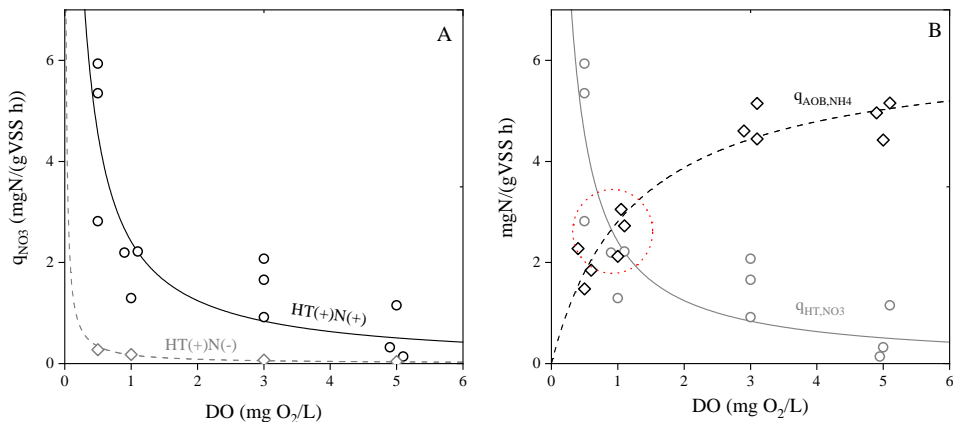 A
q_NO3 (mgN/(gVSS h))
6
4
2
0
HT(+)N(+)
HT(+)N(-)
0 1 2 3 4 5 6
DO (mg O2/L)
B
mgN/(gVSS h)
6
4
2
0
q_AOB,NH4
q_HT,NO3
0 1 2 3 4 5 6
DO (mg O2/L)